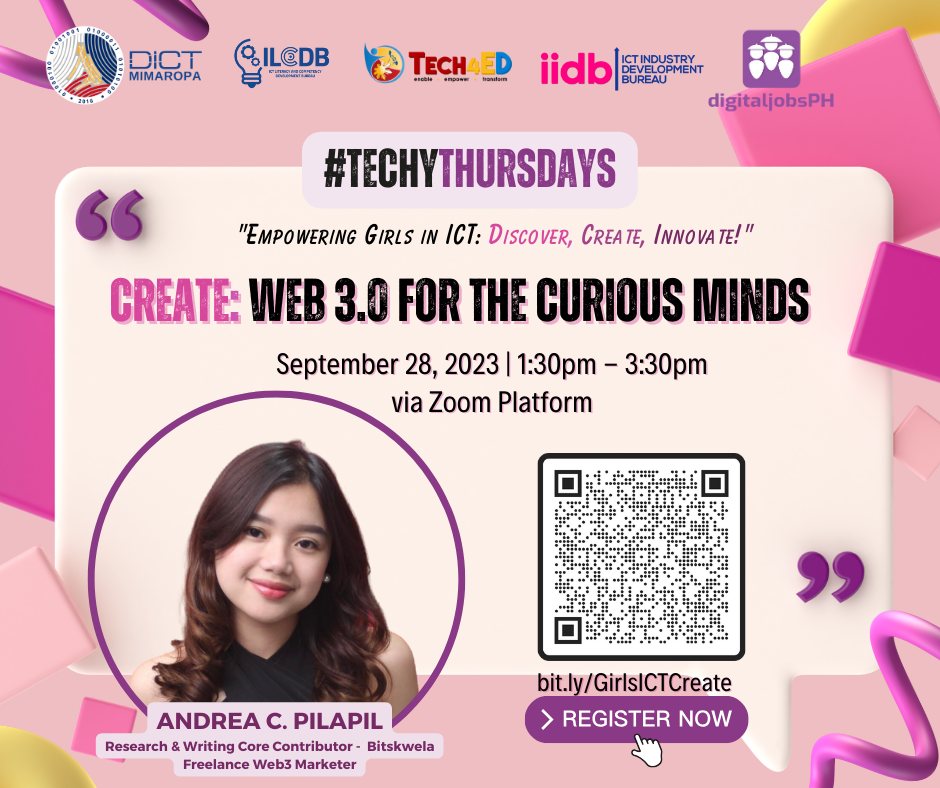 DICT
MIMAROPA
2016
ILCDB
ICT LITERACY AND COMPETENCY
DEVELOPMENT BUREAU
TECH4ED
enable empower transform
iidb
ICT INDUSTRY
DEVELOPMENT
BUREAU
digitaljobsPH
#TECHYTHURSDAYS
"EMPOWERING GIRLS IN ICT: DISCOVER, CREATE, INNOVATE!"
CREATE: WEB 3.0 FOR THE CURIOUS MINDS
September 28, 2023 | 1:30pm – 3:30pm
via Zoom Platform
bit.ly/GirlsICTCreate
REGISTER NOW
ANDREA C. PILAPIL
Research & Writing Core Contributor - Bitskwela
Freelance Web3 Marketer